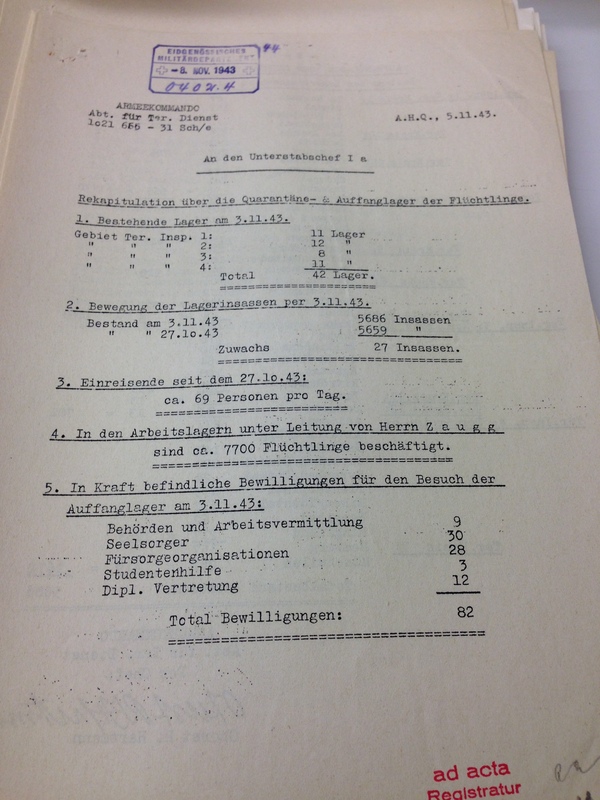 EIDGENÖSSISCHES
MILITÄRDEPARTEMENT
-8. NOV. 1943
ARMEEKOMMANDO
Abt. für Ter. Dienst
1o21 666 - 31 Sch/e
A.H.Q., 5.11.43.
An den Unterstabschef I a
Rekapitulation über die Quarantäne- & Auffanglager der Flüchtlinge.
1. Bestehende Lager am 3.11.43.
Gebiet Ter. Insp. 1: 11 Lager
" " " 2: 12 "
" " " 3: 8 "
" " " 4: 11 "
Total 42 Lager.
2. Bewegung der Lagerinsassen per 3.11.43.
Bestand am 3.11.43 5686 Insassen
" " 27.10.43 5659 "
Zuwachs 27 Insassen.
3. Einreisende seit dem 27.1o.43:
ca. 69 Personen pro Tag.
4. In den Arbeitslagern unter Leitung von Herrn Z a u g g
sind ca. 7700 Flüchtlinge beschäftigt.
5. In Kraft befindliche Bewilligungen für den Besuch der
Auffanglager am 3.11.43:
Behörden und Arbeitsvermittlung 9
Seelsorger 30
Fürsorgeorganisationen 28
Studentenhilfe 3
Dipl. Vertretung 12
Total Bewilligungen: 82
ad acta
Registratur